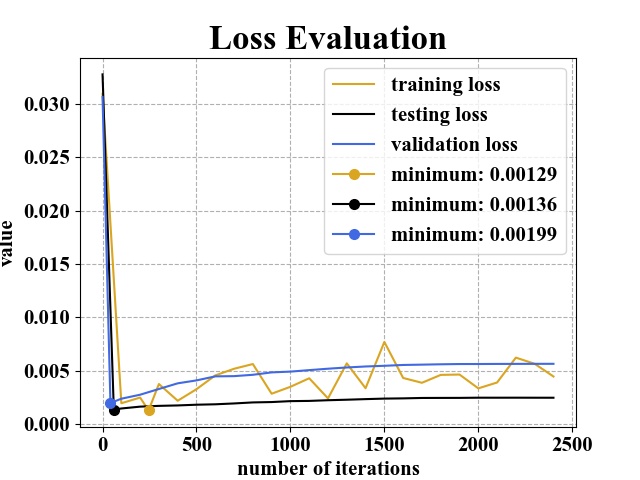 Loss Evaluation
training loss
testing loss
validation loss
minimum: 0.00129
minimum: 0.00136
minimum: 0.00199
0.030
0.025
0.020
0.015
0.010
0.005
0.000
value
0 500 1000 1500 2000 2500
number of iterations